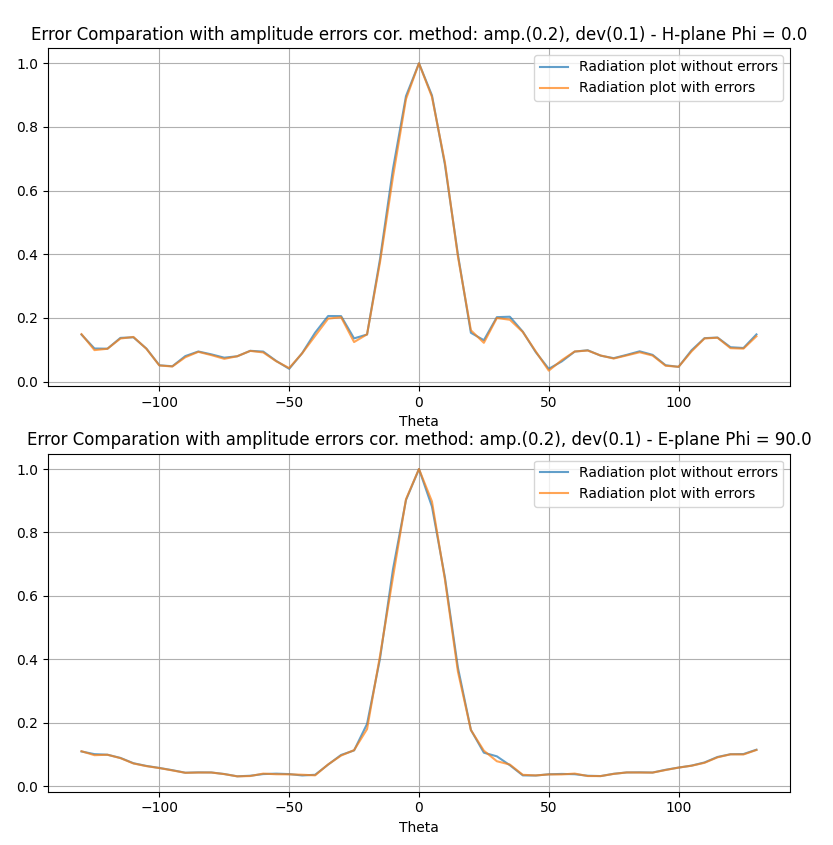 Error Comparation with amplitude errors cor. method: amp.(0.2), dev(0.1) - H-plane Phi = 0.0
1.0
0.8
0.6
0.4
0.2
0.0
Radiation plot without errors
Radiation plot with errors
−100
−50
0
50
100
Theta
Error Comparation with amplitude errors cor. method: amp.(0.2), dev(0.1) - E-plane Phi = 90.0
1.0
0.8
0.6
0.4
0.2
0.0
Radiation plot without errors
Radiation plot with errors
−100
−50
0
50
100
Theta